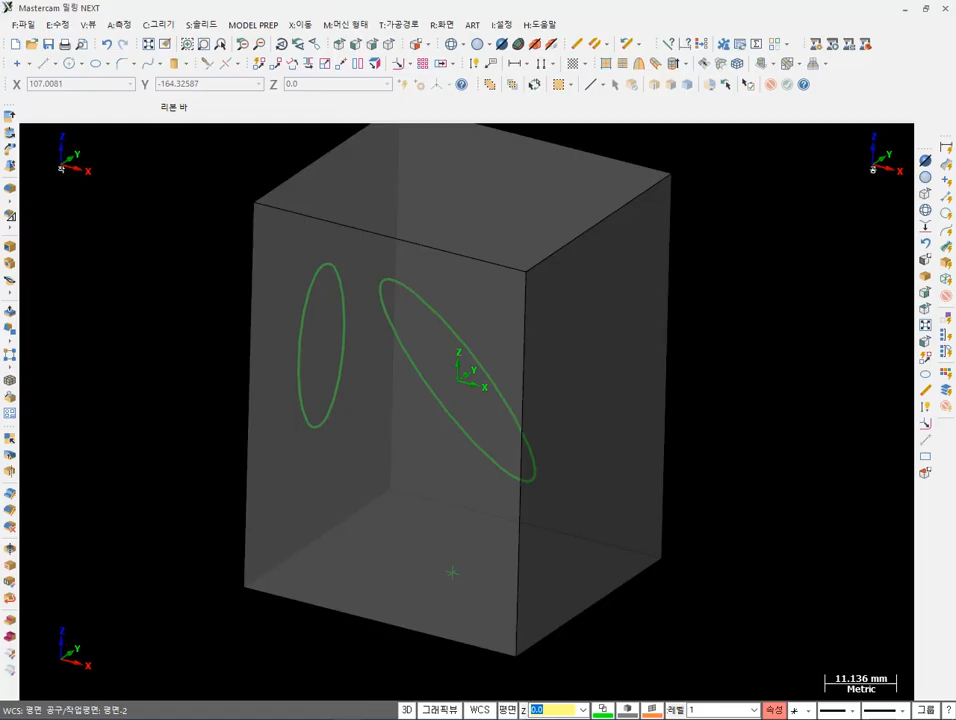 Mastercam 밀링 NEXT
F:파일 E:수정 V:뷰 A:측정 C:그리기 S:솔리드 MODEL PREP X:이동 M:머신 형태 T:가공경로 R:화면 ART I:설정 H:도움말
X 107.0081 Y -164.32587 Z 0.0
리본 바
Z Y X
Z Y X
Z Y X
Z Y X
11.136 mm
Metric
WCS: 평면 공구/작업평면: 평면-2 3D 그래픽뷰 WCS 평면 Z 0.0 레벨 1 속성 그룹